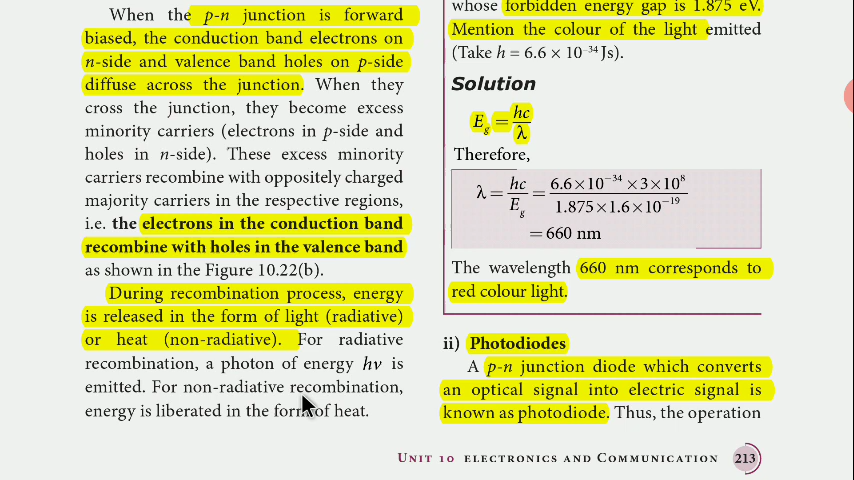 When the p-n junction is forward
biased, the conduction band electrons on
n-side and valence band holes on p-side
diffuse across the junction. When they
cross the junction, they become excess
minority carriers (electrons in p-side and
holes in n-side). These excess minority
carriers recombine with oppositely charged
majority carriers in the respective regions,
i.e. the electrons in the conduction band
recombine with holes in the valence band
as shown in the Figure 10.22(b).
During recombination process, energy
is released in the form of light (radiative)
or heat (non-radiative). For radiative
recombination, a photon of energy hν is
emitted. For non-radiative recombination,
energy is liberated in the form of heat.
whose forbidden energy gap is 1.875 eV.
Mention the colour of the light emitted
(Take h = 6.6 × 10⁻³⁴ Js).
Solution
E_g = hc/λ
Therefore,
λ = hc/E_g = (6.6×10⁻³⁴ ×3×10⁸)/(1.875×1.6×10⁻¹⁹)
= 660 nm
The wavelength 660 nm corresponds to
red colour light.
ii) Photodiodes
A p-n junction diode which converts
an optical signal into electric signal is
known as photodiode. Thus, the operation
UNIT 10 ELECTRONICS AND COMMUNICATION 213